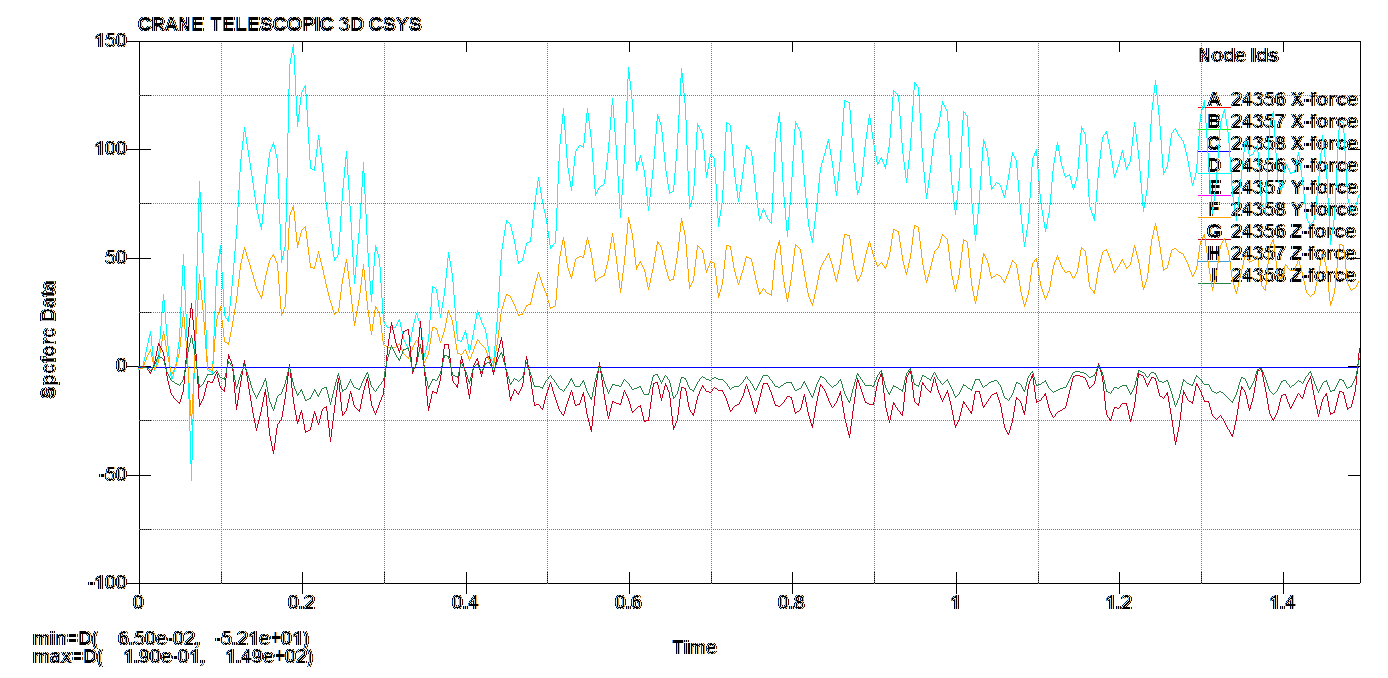 CRANE TELESCOPIC 3D CSYS
150
100
50
0
-50
-100
Spcforc Data
Node Ids
A 24356 X-force
B 24357 X-force
C 24358 X-force
D 24356 Y-force
E 24357 Y-force
F 24358 Y-force
G 24356 Z-force
H 24357 Z-force
I 24358 Z-force
0 0.2 0.4 0.6 0.8 1 1.2 1.4
Time
min=D( 6.50e-02, -5.21e+01)
max=D( 1.90e-01, 1.49e+02)